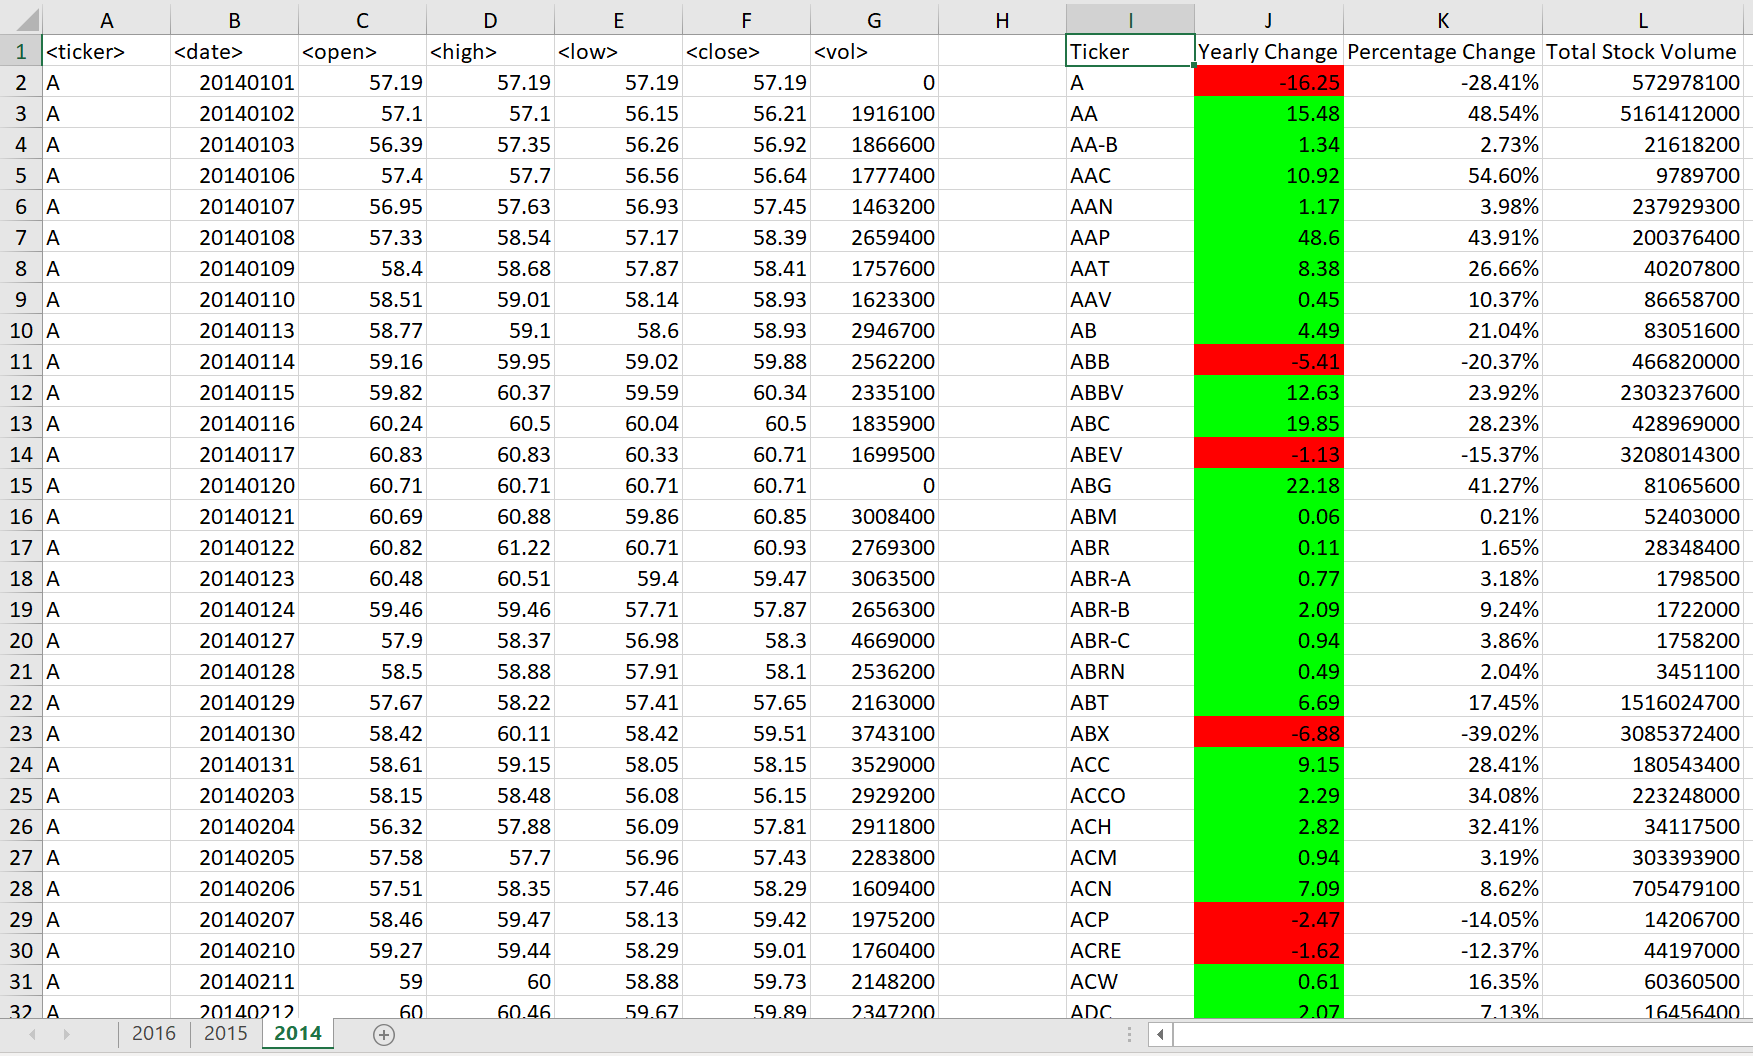 A B C D E F G H I J K L
1 <ticker> <date> <open> <high> <low> <close> <vol> Ticker Yearly Change Percentage Change Total Stock Volume
2 A 20140101 57.19 57.19 57.19 57.19 0 A -16.25 -28.41% 572978100
3 A 20140102 57.1 57.1 56.15 56.21 1916100 AA 15.48 48.54% 5161412000
4 A 20140103 56.39 57.35 56.26 56.92 1866600 AA-B 1.34 2.73% 21618200
5 A 20140106 57.4 57.7 56.56 56.64 1777400 AAC 10.92 54.60% 9789700
6 A 20140107 56.95 57.63 56.93 57.45 1463200 AAN 1.17 3.98% 237929300
7 A 20140108 57.33 58.54 57.17 58.39 2659400 AAP 48.6 43.91% 200376400
8 A 20140109 58.4 58.68 57.87 58.41 1757600 AAT 8.38 26.66% 40207800
9 A 20140110 58.51 59.01 58.14 58.93 1623300 AAV 0.45 10.37% 86658700
10 A 20140113 58.77 59.1 58.6 58.93 2946700 AB 4.49 21.04% 83051600
11 A 20140114 59.16 59.95 59.02 59.88 2562200 ABB -5.41 -20.37% 466820000
12 A 20140115 59.82 60.37 59.59 60.34 2335100 ABBV 12.63 23.92% 2303237600
13 A 20140116 60.24 60.5 60.04 60.5 1835900 ABC 19.85 28.23% 428969000
14 A 20140117 60.83 60.83 60.33 60.71 1699500 ABEV -1.13 -15.37% 3208014300
15 A 20140120 60.71 60.71 60.71 60.71 0 ABG 22.18 41.27% 81065600
16 A 20140121 60.69 60.88 59.86 60.85 3008400 ABM 0.06 0.21% 52403000
17 A 20140122 60.82 61.22 60.71 60.93 2769300 ABR 0.11 1.65% 28348400
18 A 20140123 60.48 60.51 59.4 59.47 3063500 ABR-A 0.77 3.18% 1798500
19 A 20140124 59.46 59.46 57.71 57.87 2656300 ABR-B 2.09 9.24% 1722000
20 A 20140127 57.9 58.37 56.98 58.3 4669000 ABR-C 0.94 3.86% 1758200
21 A 20140128 58.5 58.88 57.91 58.1 2536200 ABRN 0.49 2.04% 3451100
22 A 20140129 57.67 58.22 57.41 57.65 2163000 ABT 6.69 17.45% 1516024700
23 A 20140130 58.42 60.11 58.42 59.51 3743100 ABX -6.88 -39.02% 3085372400
24 A 20140131 58.61 59.15 58.05 58.15 3529000 ACC 9.15 28.41% 180543400
25 A 20140203 58.15 58.48 56.08 56.15 2929200 ACCO 2.29 34.08% 223248000
26 A 20140204 56.32 57.88 56.09 57.81 2911800 ACH 2.82 32.41% 34117500
27 A 20140205 57.58 57.7 56.96 57.43 2283800 ACM 0.94 3.19% 303393900
28 A 20140206 57.51 58.35 57.46 58.29 1609400 ACN 7.09 8.62% 705479100
29 A 20140207 58.46 59.47 58.13 59.42 1975200 ACP -2.47 -14.05% 14206700
30 A 20140210 59.27 59.44 58.29 59.01 1760400 ACRE -1.62 -12.37% 44197000
31 A 20140211 59 60 58.88 59.73 2148200 ACW 0.61 16.35% 60360500
32 A 20140212 60 60.46 59.67 59.89 2347200 ADC 2.07 7.13% 16456400
2016 2015 2014